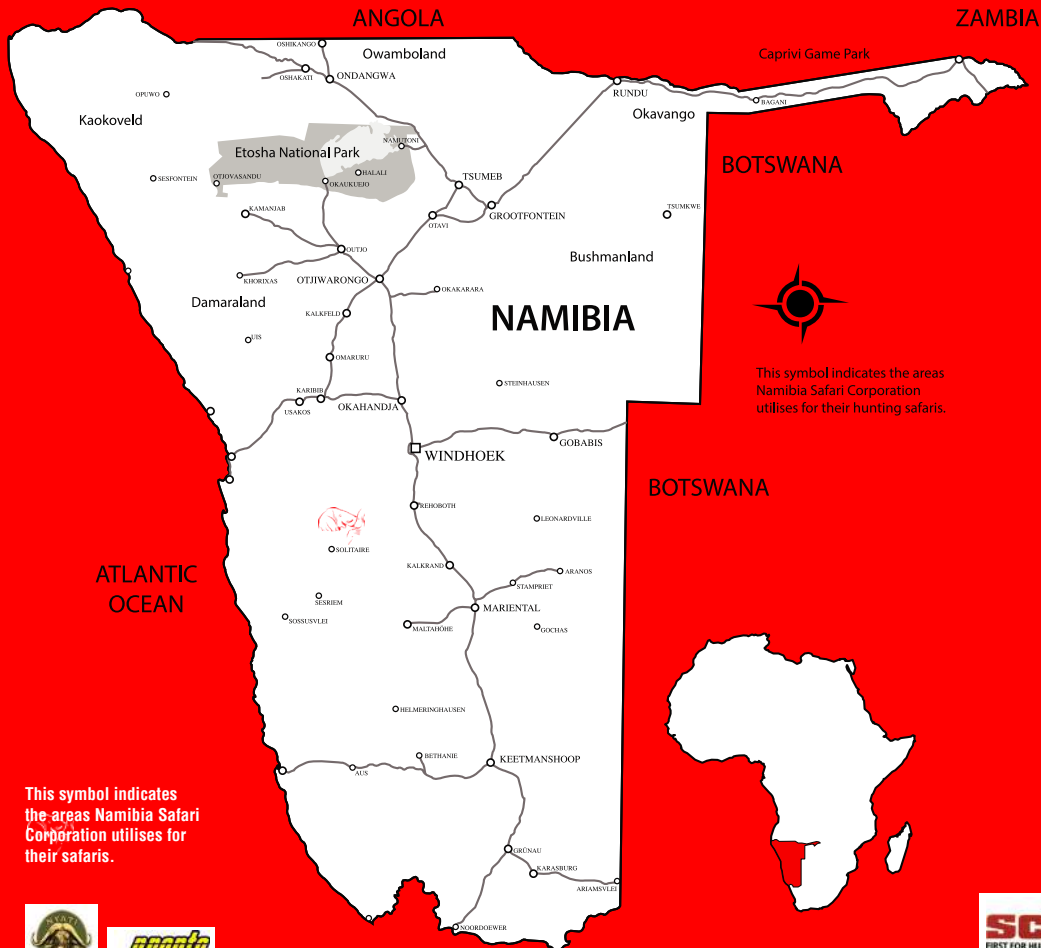 ANGOLA
ZAMBIA
OSHIKANGO
Owamboland
Caprivi Game Park
OSHAKATI
ONDANGWA
RUNDU
OPUWO
BAGANI
Kaokoveld
Okavango
NAMUTONI
Etosha National Park
BOTSWANA
HALALI
SESFONTEIN
OTJOVASANDU
OKAUKUEJO
TSUMEB
KAMANJAB
GROOTFONTEIN
TSUMKWE
OTAVI
OUTJO
Bushmanland
KHORIXAS
OTJIWARONGO
OKAKARARA
Damaraland
KALKFELD
NAMIBIA
UIS
OMARURU
This symbol indicates the areas
Namibia Safari Corporation
utilises for their hunting safaris.
STEINHAUSEN
KARIBIB
USAKOS
OKAHANDJA
GOBABIS
WINDHOEK
BOTSWANA
REHOBOTH
LEONARDVILLE
SOLITAIRE
KALKRAND
ARANOS
STAMPRIET
ATLANTIC
OCEAN
SESRIEM
MARIENTAL
SOSSUSVLEI
MALTAHÖHE
GOCHAS
HELMERINGHAUSEN
BETHANIE
KEETMANSHOOP
AUS
This symbol indicates
the areas Namibia Safari
Corporation utilises for
their safaris.
GRÜNAU
KARASBURG
ARIAMSVLEI
NOORDOEWER
NYATI
SC